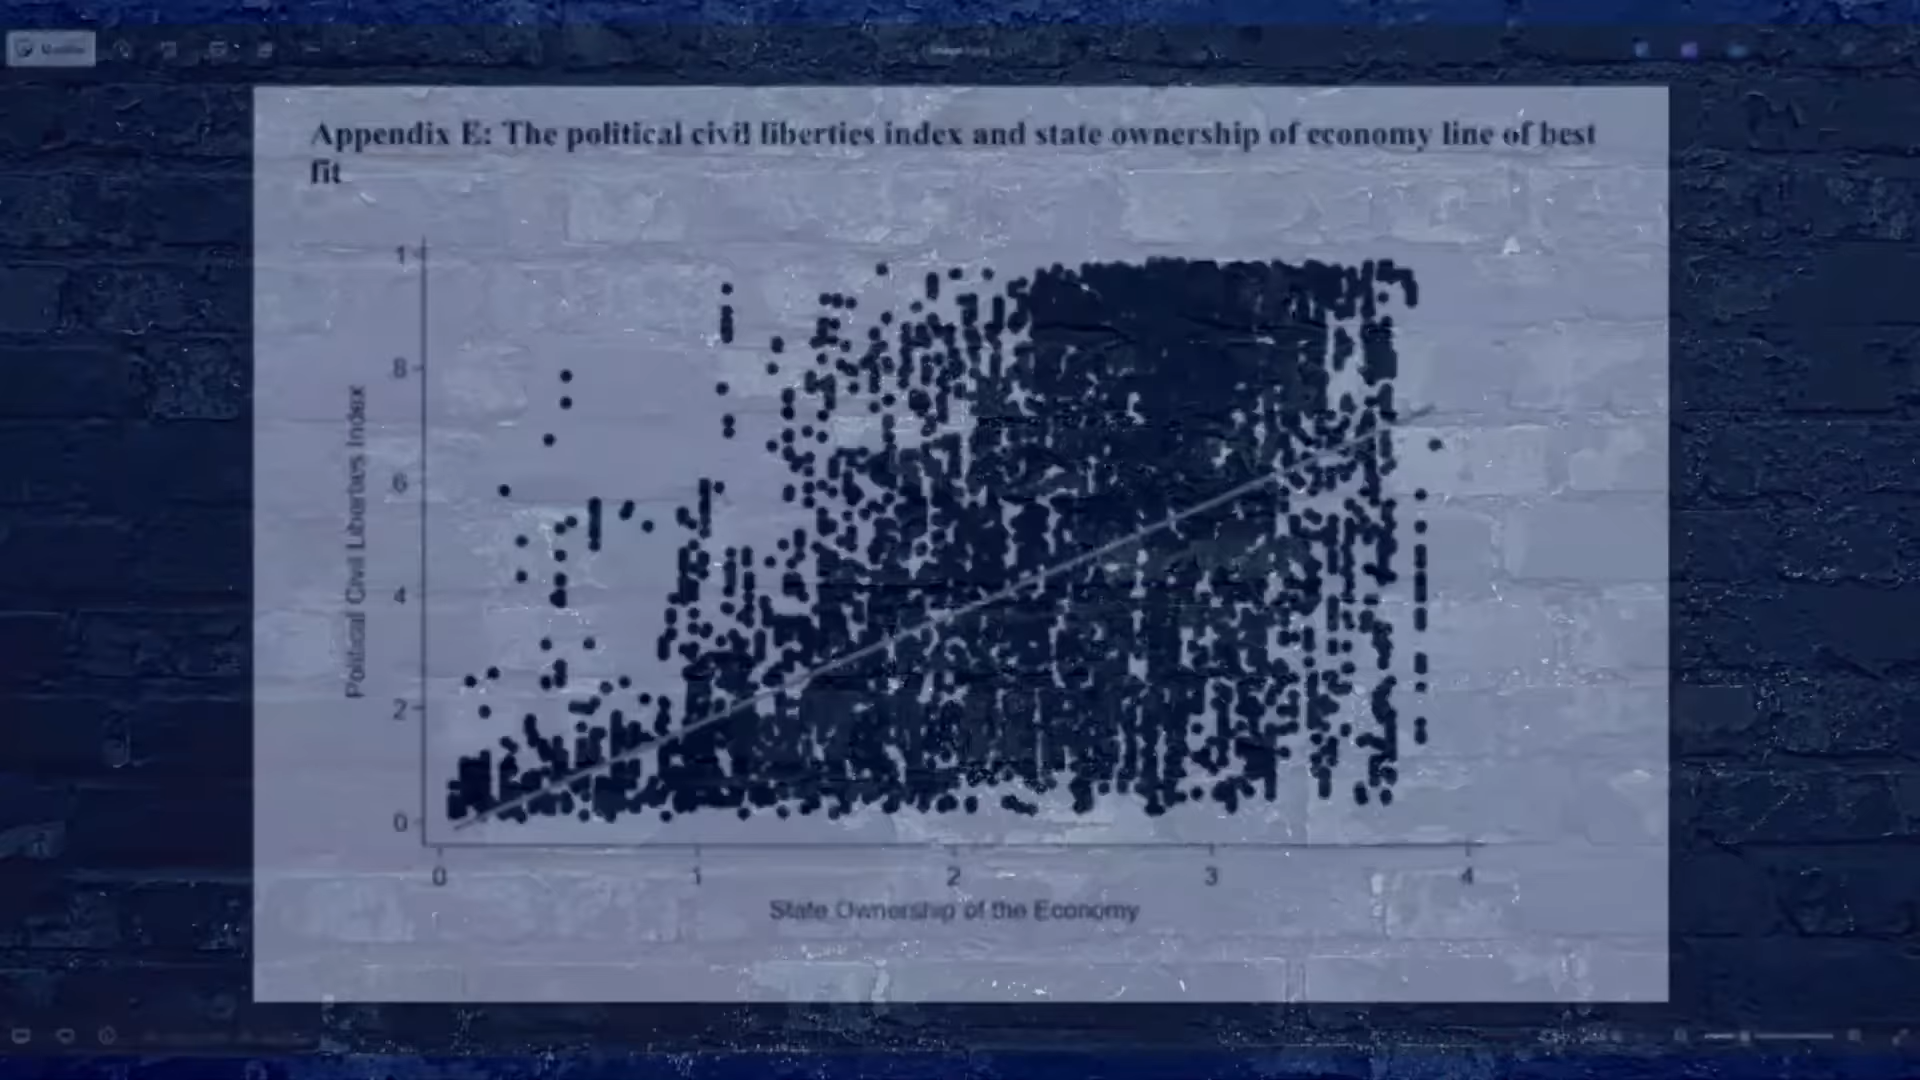 Appendix E: The political civil liberties index and state ownership of economy line of best
fit
1
8
6
4
2
0
Political Civil Liberties Index
0 1 2 3 4
State Ownership of the Economy